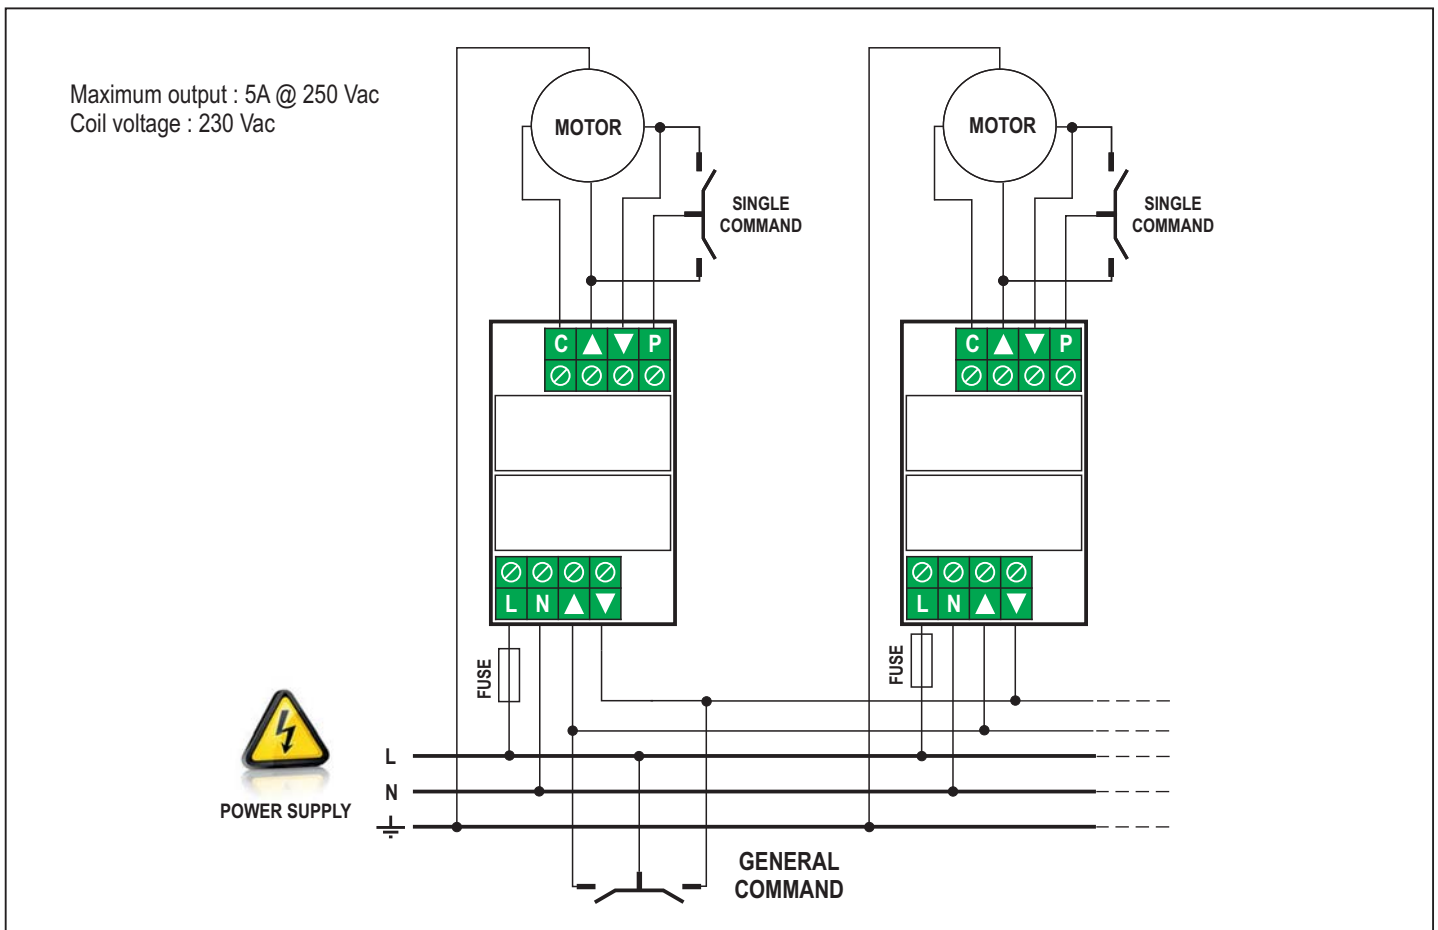 Maximum output : 5A @ 250 Vac
Coil voltage : 230 Vac
MOTOR
SINGLE
COMMAND
MOTOR
SINGLE
COMMAND
C P
C P
L N
L N
FUSE
FUSE
L
N
POWER SUPPLY
GENERAL
COMMAND